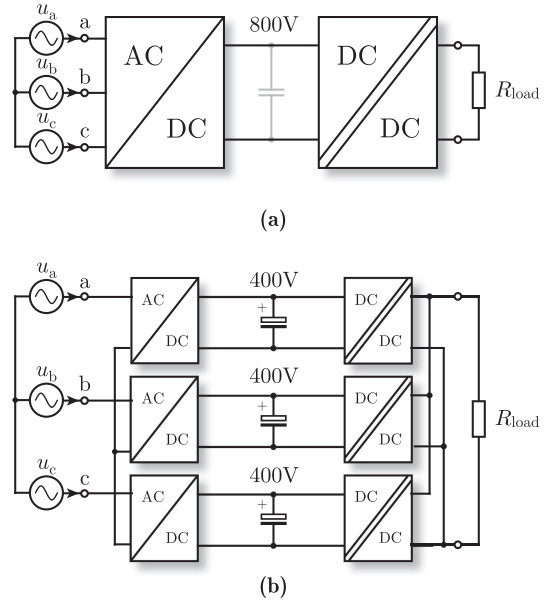 u_a a
800V
AC DC
DC DC
u_b b
u_c c
R_load
(a)
u_a a
400V
AC DC
DC DC
+
u_b b
400V
AC DC
DC DC
+
R_load
u_c c
400V
AC DC
DC DC
+
(b)